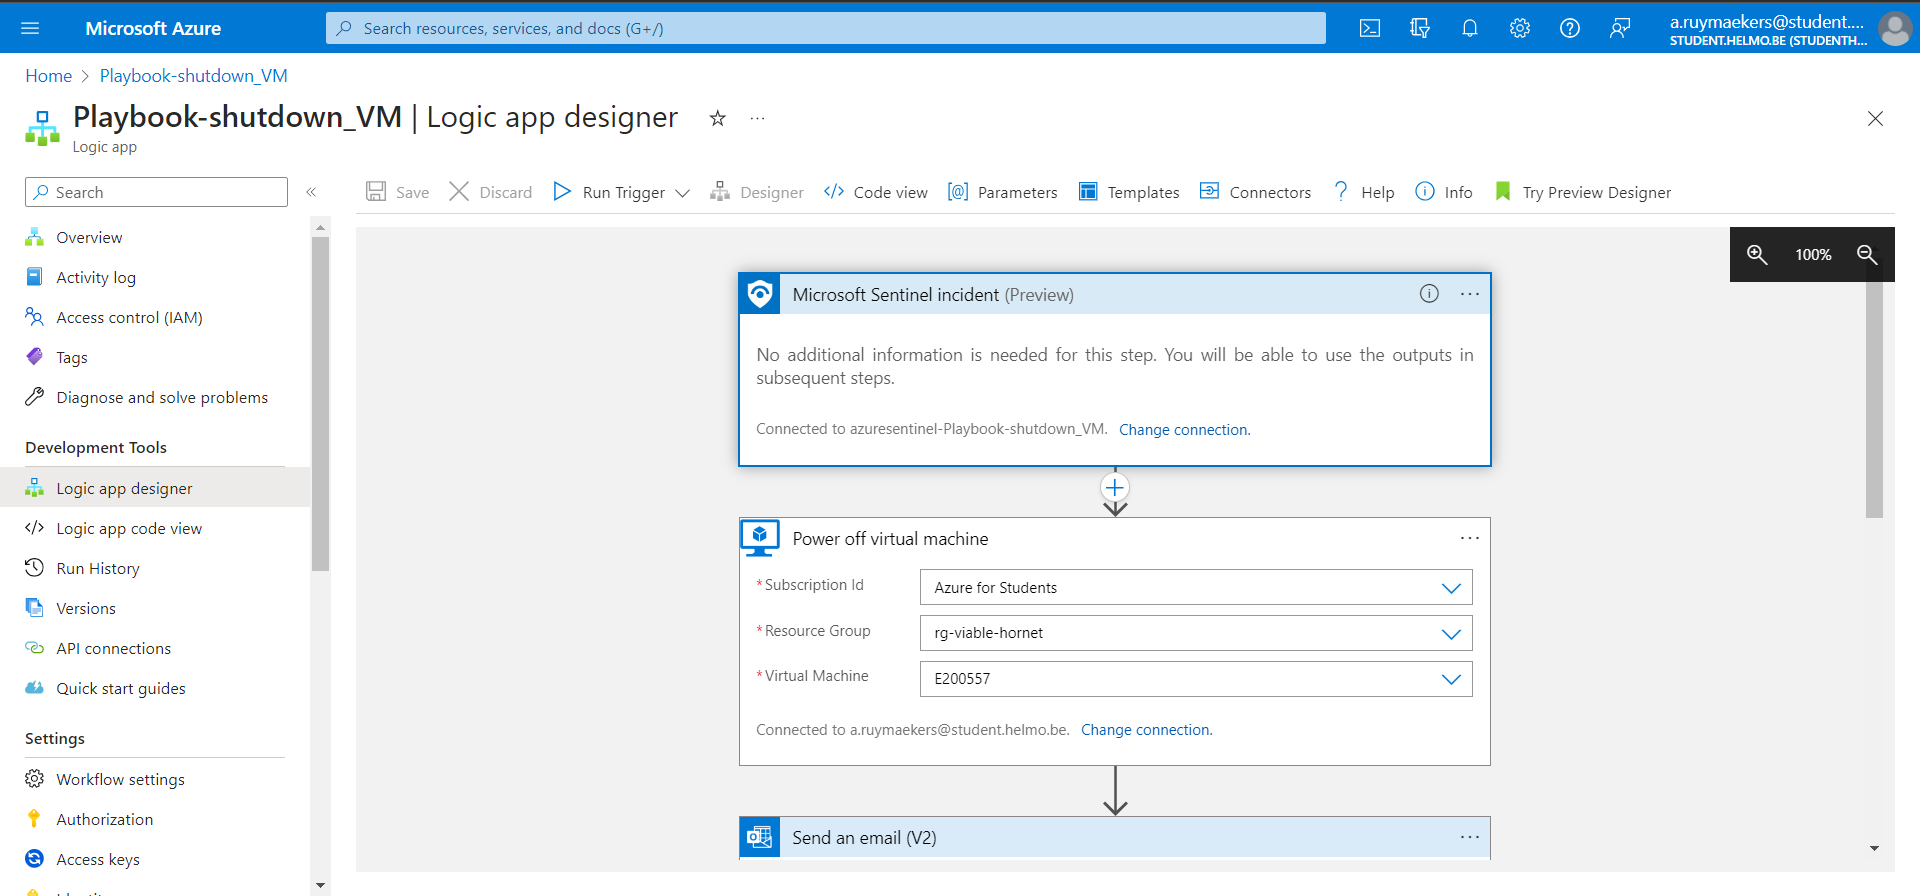 Microsoft Azure
Search resources, services, and docs (G+/)
a.ruymaekers@student....
STUDENT.HELMO.BE (STUDENTH...
Home > Playbook-shutdown_VM
Playbook-shutdown_VM | Logic app designer
Logic app
Search
Save Discard Run Trigger Designer Code view Parameters Templates Connectors Help Info Try Preview Designer
Overview
Activity log
Access control (IAM)
Tags
Diagnose and solve problems
Development Tools
Logic app designer
Logic app code view
Run History
Versions
API connections
Quick start guides
Settings
Workflow settings
Authorization
Access keys
100%
Microsoft Sentinel incident (Preview)
No additional information is needed for this step. You will be able to use the outputs in
subsequent steps.
Connected to azuresentinel-Playbook-shutdown_VM. Change connection.
Power off virtual machine
*Subscription Id Azure for Students
*Resource Group rg-viable-hornet
*Virtual Machine E200557
Connected to a.ruymaekers@student.helmo.be. Change connection.
Send an email (V2)